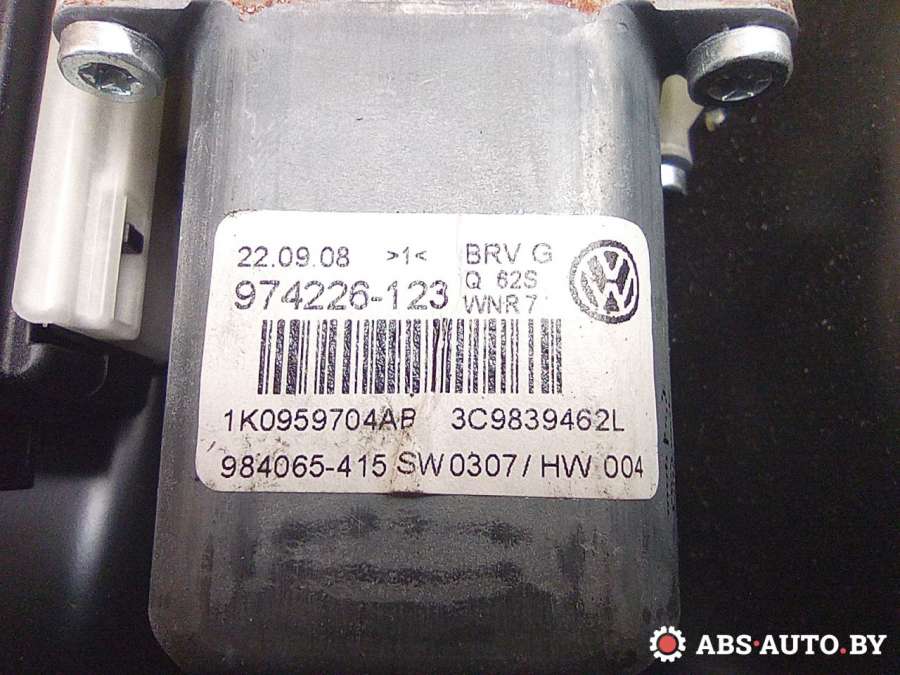 22.09.08 >1< BRV G
Q 62S
974226-123 WNR 7
1K0959704AB 3C9839462L
984065-415 SW 0307 / HW 004
ABS-AUTO.BY